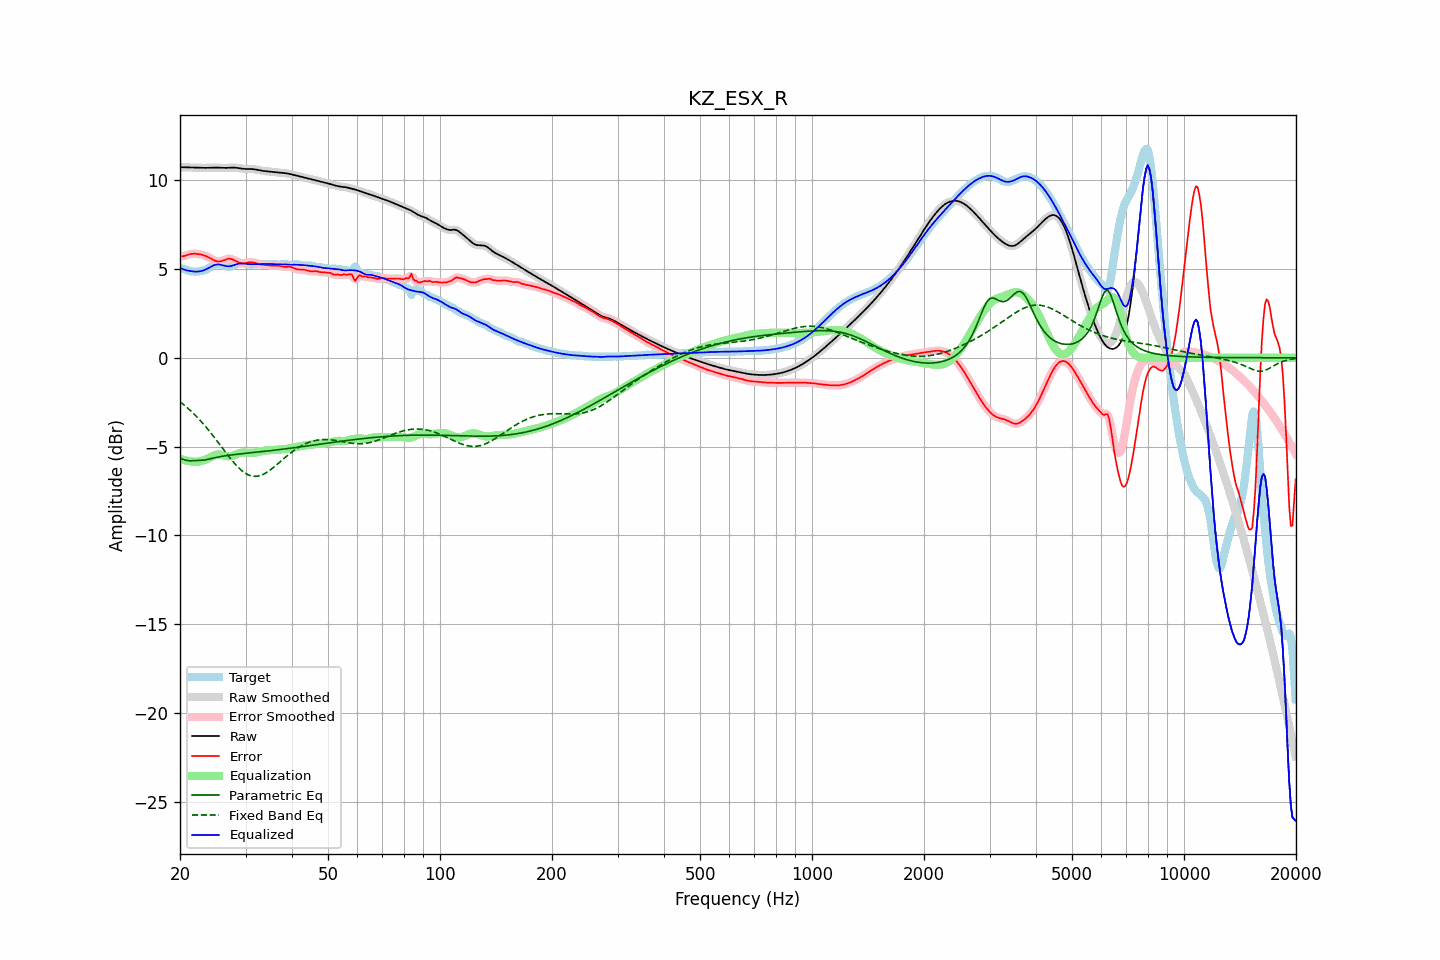 KZ_ESX_R
Amplitude (dBr)
10
5
0
−5
−10
−15
−20
−25
Target
Raw Smoothed
Error Smoothed
Raw
Error
Equalization
Parametric Eq
Fixed Band Eq
Equalized
20
50
100
200
500
1000
2000
5000
10000
20000
Frequency (Hz)